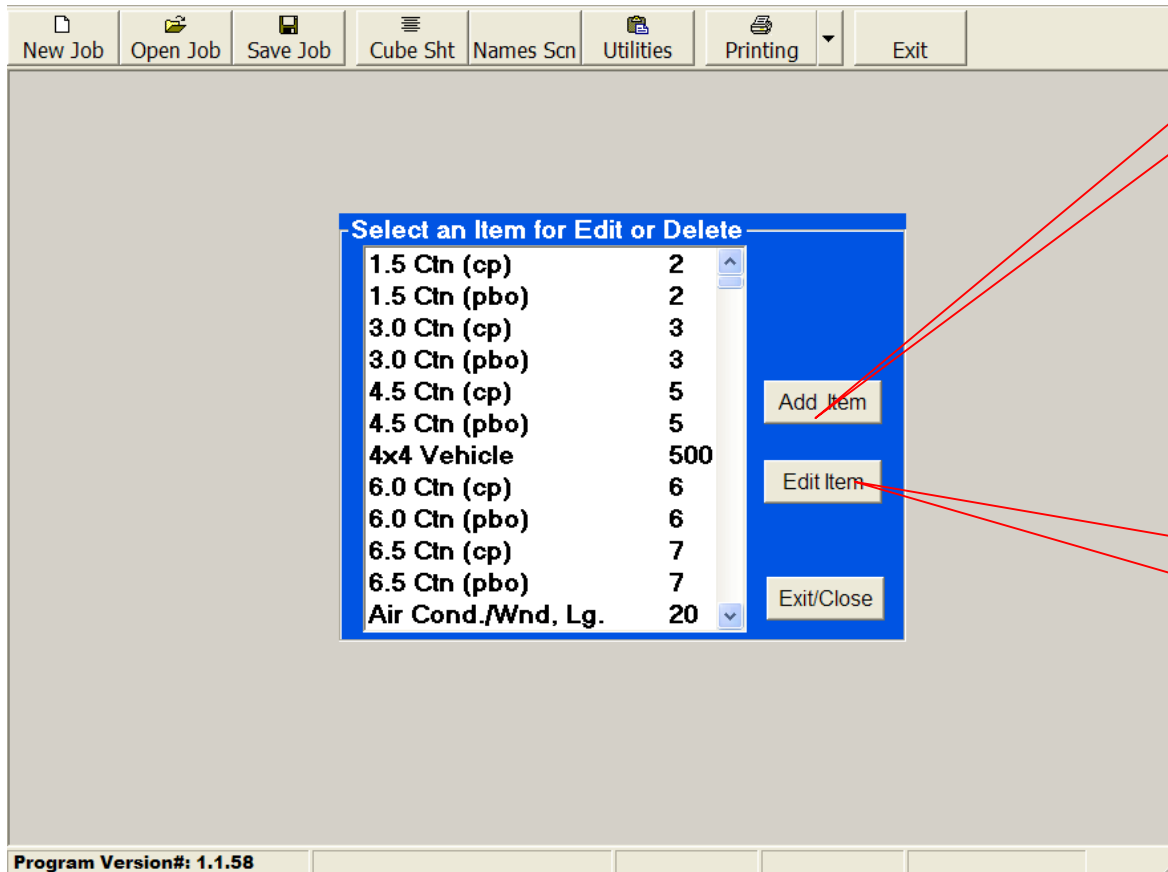 New Job Open Job Save Job Cube Sht Names Scn Utilities Printing Exit
Select an Item for Edit or Delete
1.5 Ctn (cp) 2
1.5 Ctn (pbo) 2
3.0 Ctn (cp) 3
3.0 Ctn (pbo) 3
4.5 Ctn (cp) 5
4.5 Ctn (pbo) 5
4x4 Vehicle 500
6.0 Ctn (cp) 6
6.0 Ctn (pbo) 6
6.5 Ctn (cp) 7
6.5 Ctn (pbo) 7
Air Cond./Wnd, Lg. 20
Add Item
Edit Item
Exit/Close
Program Version#: 1.1.58